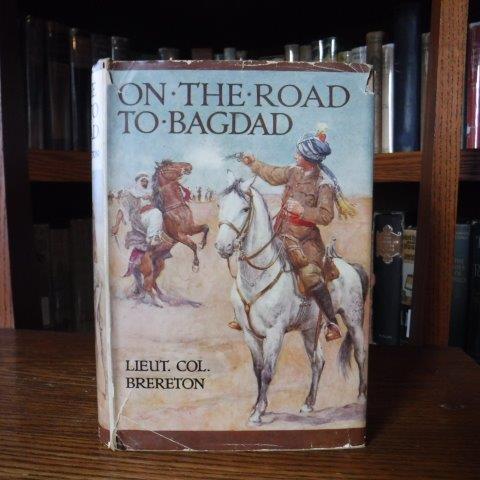 ON·THE·ROAD
TO·BAGDAD
LIEUT. COL.
BRERETON